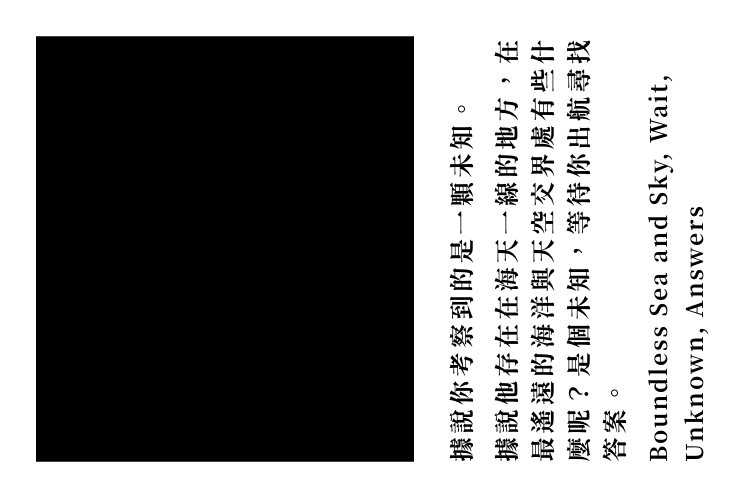 據說你考察到的是一顆未知。
據說他存在在海天一線的地方，在
最遙遠的海洋與天空交界處有些什
麼呢？是個未知，等待你出航尋找
答案。
Boundless Sea and Sky, Wait,
Unknown, Answers